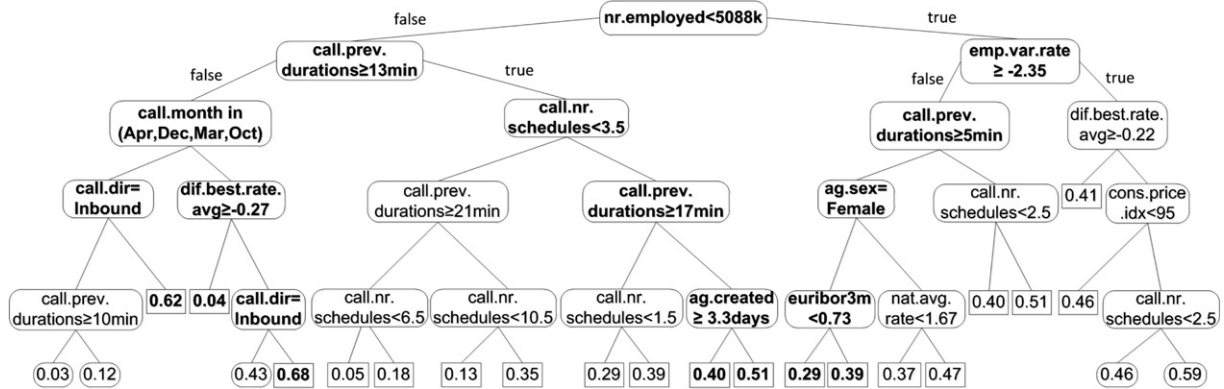 nr.employed<5088k
false
true
call.prev.
durations≥13min
emp.var.rate
≥ -2.35
false
true
false
true
call.month in
(Apr,Dec,Mar,Oct)
call.nr.
schedules<3.5
call.prev.
durations≥5min
dif.best.rate.
avg≥-0.22
call.dir=
Inbound
dif.best.rate.
avg≥-0.27
call.prev.
durations≥21min
call.prev.
durations≥17min
ag.sex=
Female
call.nr.
schedules<2.5
0.41
cons.price
.idx<95
call.prev.
durations≥10min
0.62
0.04
call.dir=
Inbound
call.nr.
schedules<6.5
call.nr.
schedules<10.5
call.nr.
schedules<1.5
ag.created
≥ 3.3days
euribor3m
<0.73
nat.avg.
rate<1.67
0.40
0.51
0.46
call.nr.
schedules<2.5
0.03
0.12
0.43
0.68
0.05
0.18
0.13
0.35
0.29
0.39
0.40
0.51
0.29
0.39
0.37
0.47
0.46
0.59